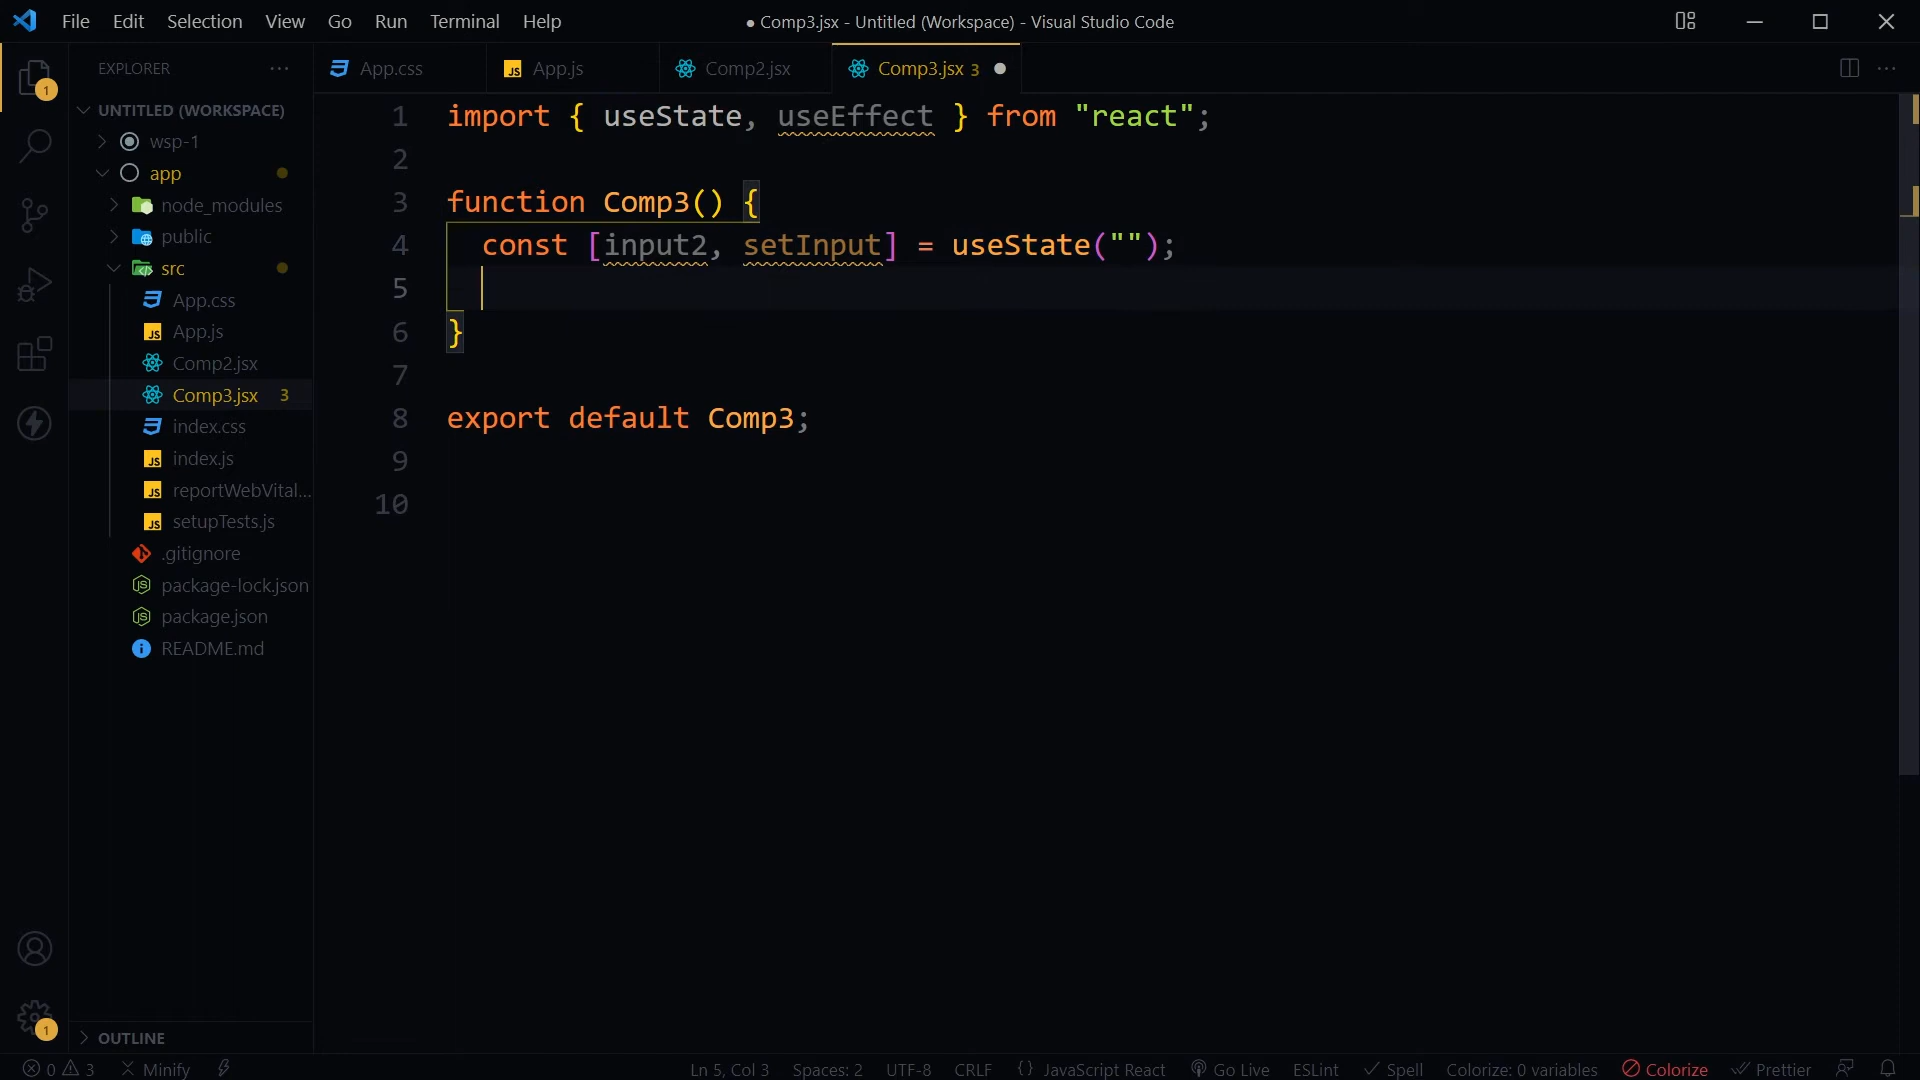 File Edit Selection View Go Run Terminal Help
● Comp3.jsx - Untitled (Workspace) - Visual Studio Code
EXPLORER
UNTITLED (WORKSPACE)
wsp-1
app
node_modules
public
src
App.css
App.js
Comp2.jsx
Comp3.jsx 3
index.css
index.js
reportWebVital...
setupTests.js
.gitignore
package-lock.json
package.json
README.md
OUTLINE
1
1
App.css App.js Comp2.jsx Comp3.jsx 3
1 import { useState, useEffect } from "react";
2
3 function Comp3() {
4 const [input2, setInput] = useState("");
5
6 }
7
8 export default Comp3;
9
10
0 3 Minify Ln 5, Col 3 Spaces: 2 UTF-8 CRLF {} JavaScript React Go Live ESLint Spell Colorize: 0 variables Colorize Prettier